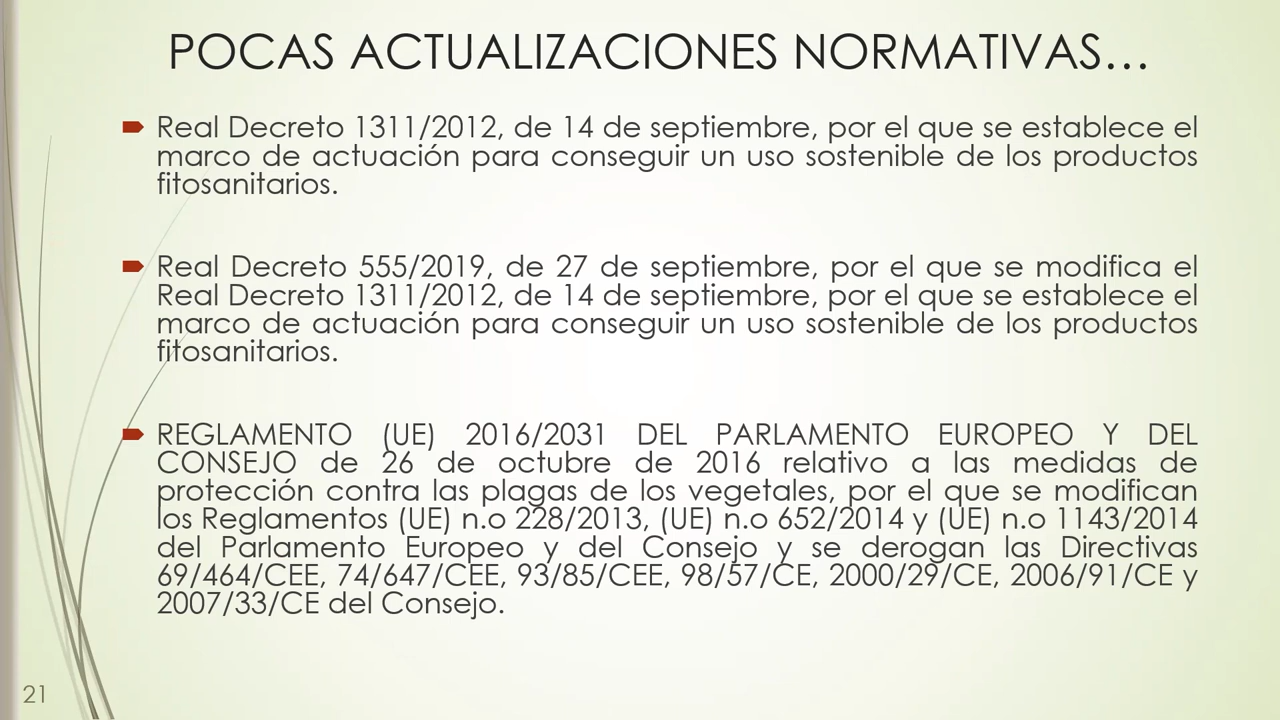 POCAS ACTUALIZACIONES NORMATIVAS…
Real Decreto 1311/2012, de 14 de septiembre, por el que se establece el
marco de actuación para conseguir un uso sostenible de los productos
fitosanitarios.
Real Decreto 555/2019, de 27 de septiembre, por el que se modifica el
Real Decreto 1311/2012, de 14 de septiembre, por el que se establece el
marco de actuación para conseguir un uso sostenible de los productos
fitosanitarios.
REGLAMENTO (UE) 2016/2031 DEL PARLAMENTO EUROPEO Y DEL
CONSEJO de 26 de octubre de 2016 relativo a las medidas de
protección contra las plagas de los vegetales, por el que se modifican
los Reglamentos (UE) n.o 228/2013, (UE) n.o 652/2014 y (UE) n.o 1143/2014
del Parlamento Europeo y del Consejo y se derogan las Directivas
69/464/CEE, 74/647/CEE, 93/85/CEE, 98/57/CE, 2000/29/CE, 2006/91/CE y
2007/33/CE del Consejo.
21